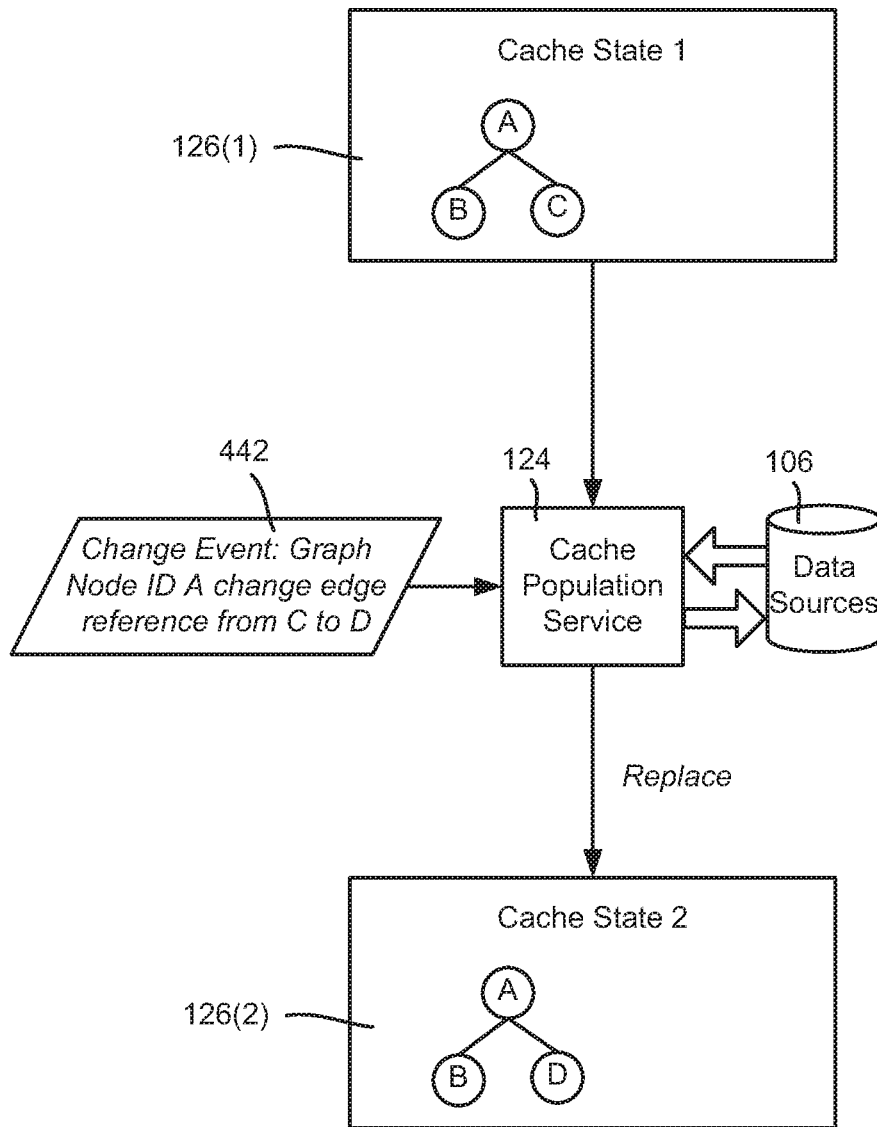 Cache State 1
A
126(1)
B
C
442
124
106
Change Event: Graph
Node ID A change edge
reference from C to D
Cache
Population
Service
Data
Sources
Replace
Cache State 2
A
126(2)
B
D